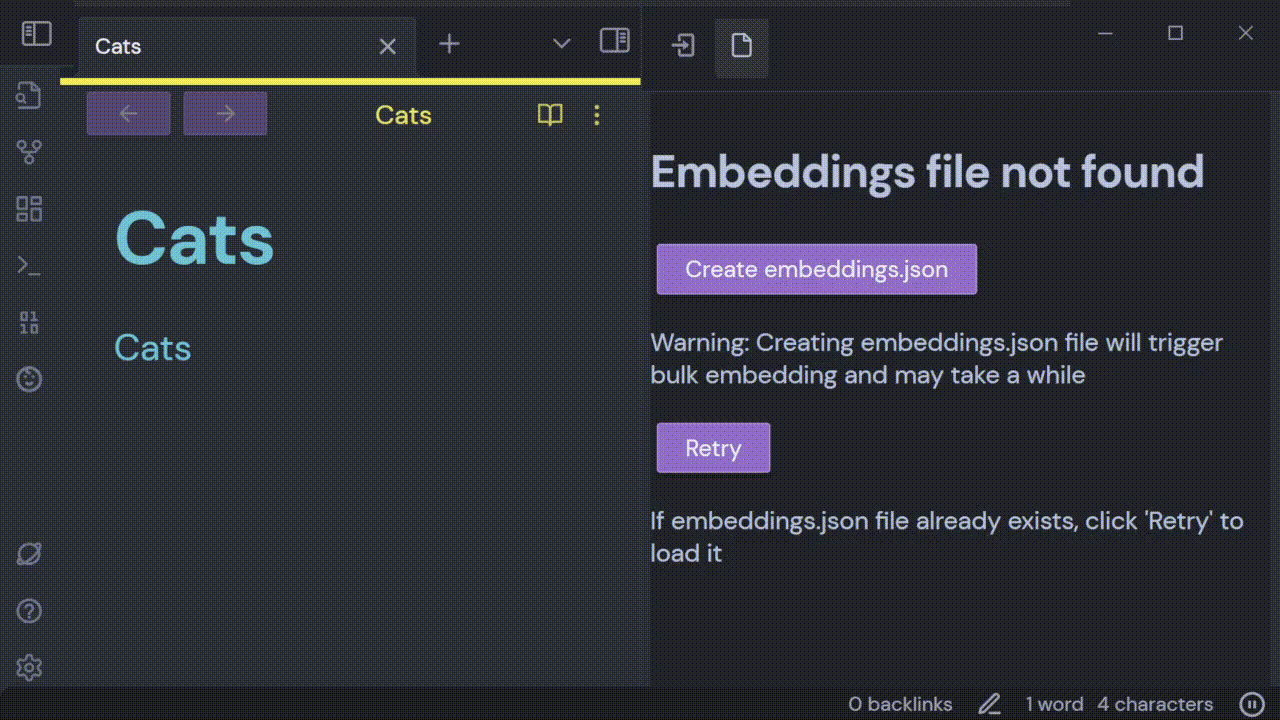 Cats
Cats
Cats
Cats
Embeddings file not found
Create embeddings.json
Warning: Creating embeddings.json file will trigger
bulk embedding and may take a while
Retry
If embeddings.json file already exists, click 'Retry' to
load it
0 backlinks
1 word
4 characters